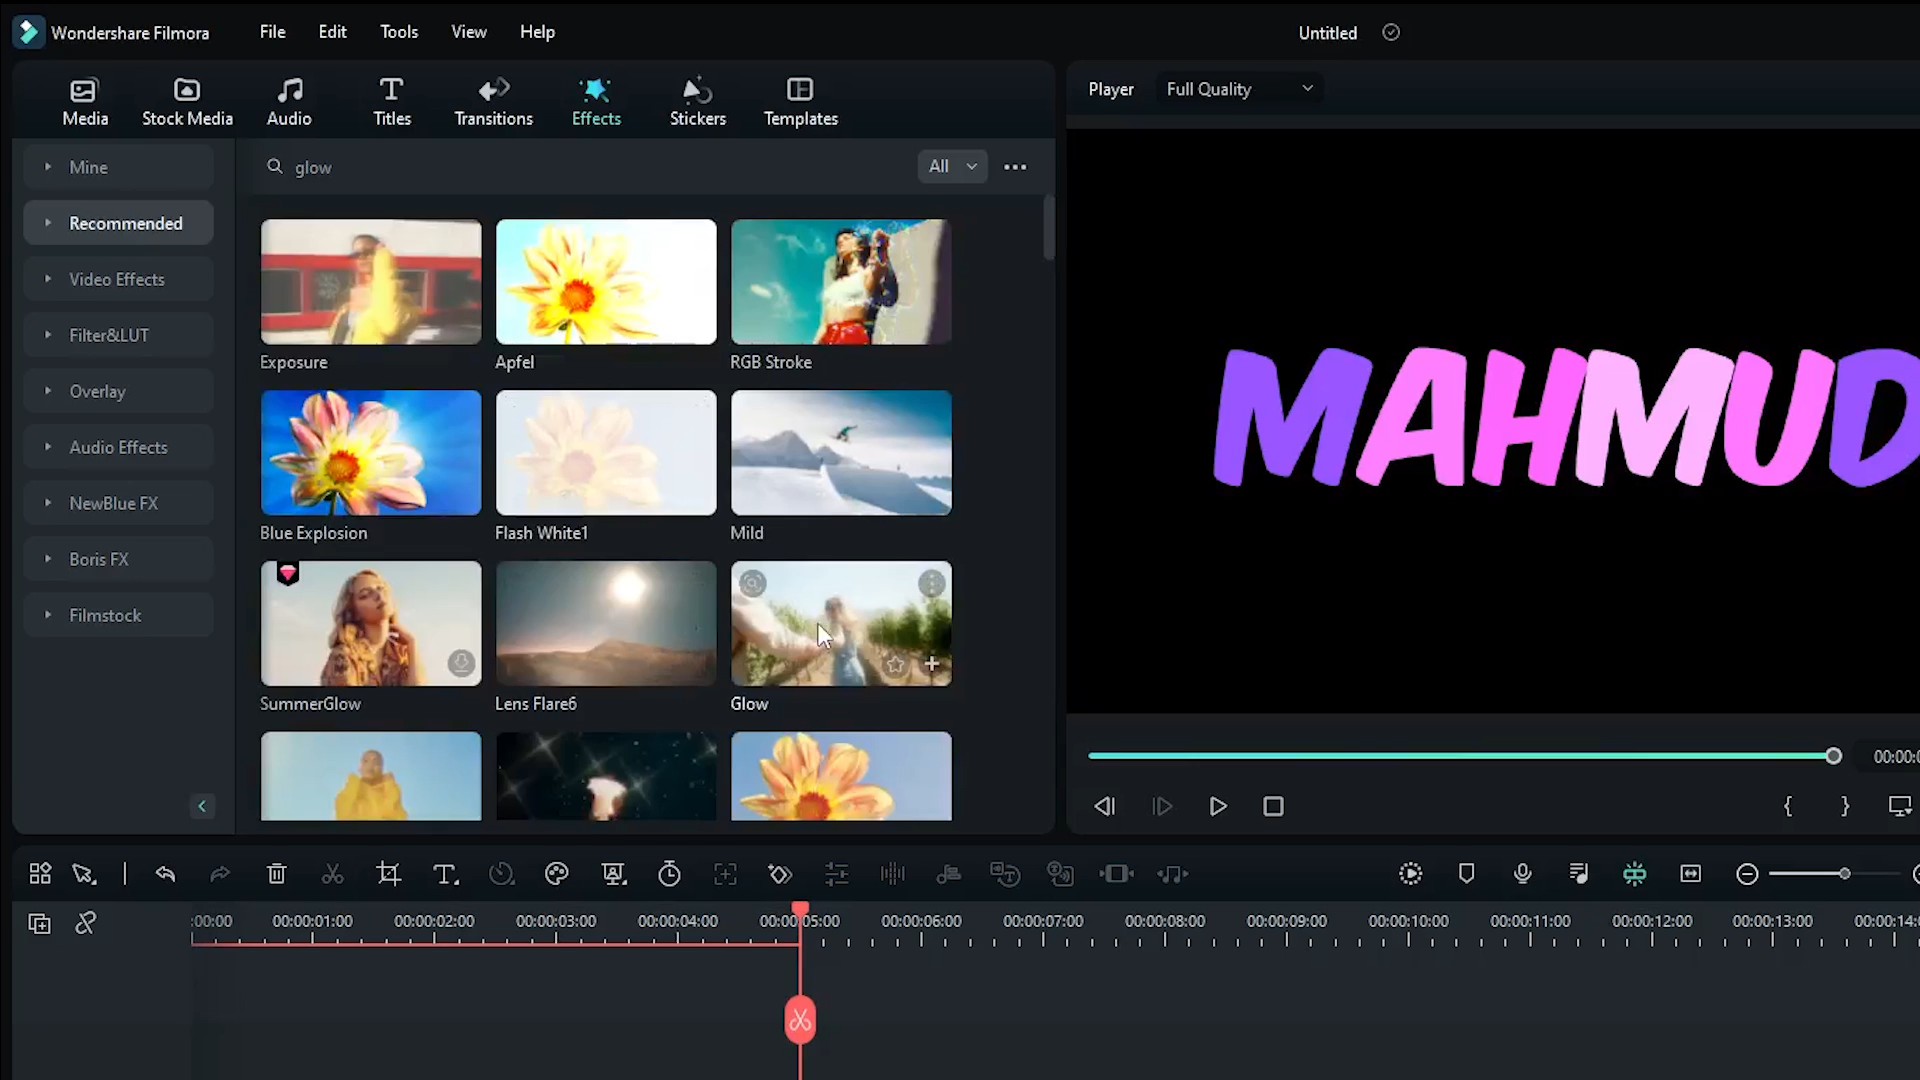 Wondershare Filmora File Edit Tools View Help Untitled
Media Stock Media Audio Titles Transitions Effects Stickers Templates
Player Full Quality
Mine
Recommended
Video Effects
Filter&LUT
Overlay
Audio Effects
NewBlue FX
Boris FX
Filmstock
glow All
Exposure Apfel RGB Stroke
Blue Explosion Flash White1 Mild
SummerGlow Lens Flare6 Glow
MAHMUD
00:00:0
:00:00 00:00:01:00 00:00:02:00 00:00:03:00 00:00:04:00 00:00:05:00 00:00:06:00 00:00:07:00 00:00:08:00 00:00:09:00 00:00:10:00 00:00:11:00 00:00:12:00 00:00:13:00 00:00:14: